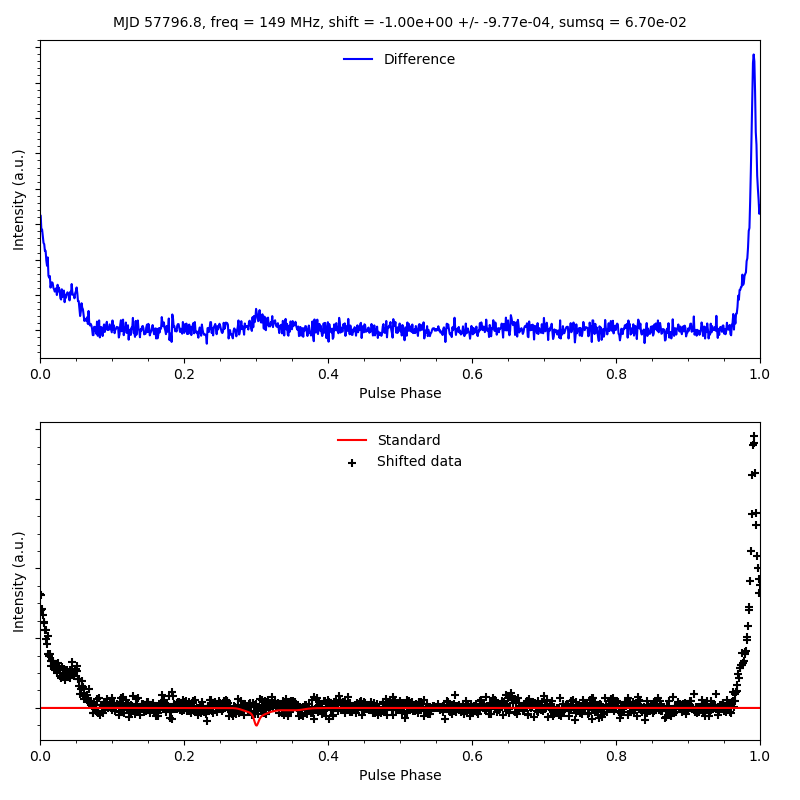 MJD 57796.8, freq = 149 MHz, shift = -1.00e+00 +/- -9.77e-04, sumsq = 6.70e-02
Difference
Intensity (a.u.)
0.0 0.2 0.4 0.6 0.8 1.0
Pulse Phase
Standard
Shifted data
Intensity (a.u.)
0.0 0.2 0.4 0.6 0.8 1.0
Pulse Phase